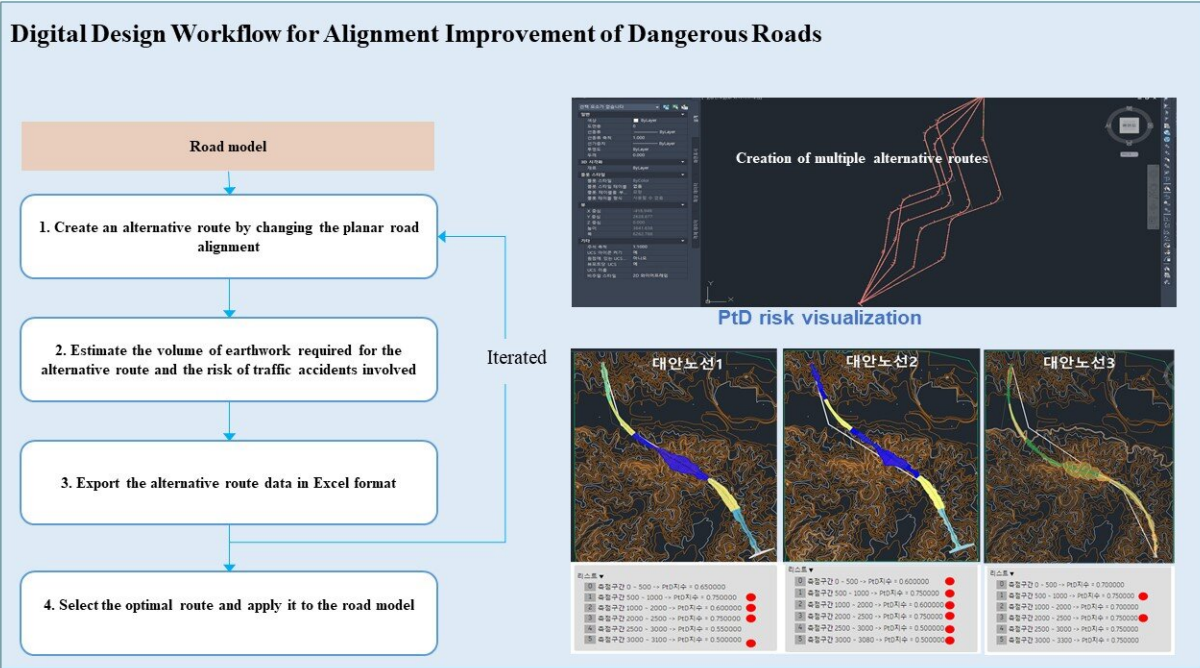 Digital Design Workflow for Alignment Improvement of Dangerous Roads
Road model
1. Create an alternative route by changing the planar road
alignment
2. Estimate the volume of earthwork required for the
alternative route and the risk of traffic accidents involved
3. Export the alternative route data in Excel format
4. Select the optimal route and apply it to the road model
Iterated
Creation of multiple alternative routes
PtD risk visualization
대안노선1
리스트 ▼
0 측점구간 0 - 500 -> PtD지수 = 0.650000
1 측점구간 500 - 1000 -> PtD지수 = 0.750000
2 측점구간 1000 - 2000 -> PtD지수 = 0.600000
3 측점구간 2000 - 2500 -> PtD지수 = 0.750000
4 측점구간 2500 - 3000 -> PtD지수 = 0.550000
5 측점구간 3000 - 3100 -> PtD지수 = 0.500000
대안노선2
리스트 ▼
0 측점구간 0 - 500 -> PtD지수 = 0.600000
1 측점구간 500 - 1000 -> PtD지수 = 0.750000
2 측점구간 1000 - 2000 -> PtD지수 = 0.600000
3 측점구간 2000 - 2500 -> PtD지수 = 0.750000
4 측점구간 2500 - 3000 -> PtD지수 = 0.500000
5 측점구간 3000 - 3080 -> PtD지수 = 0.500000
대안노선3
리스트 ▼
0 측점구간 0 - 500 -> PtD지수 = 0.700000
1 측점구간 500 - 1000 -> PtD지수 = 0.750000
2 측점구간 1000 - 2000 -> PtD지수 = 0.700000
3 측점구간 2000 - 2500 -> PtD지수 = 0.750000
4 측점구간 2500 - 3000 -> PtD지수 = 0.750000
5 측점구간 3000 - 3300 -> PtD지수 = 0.750000